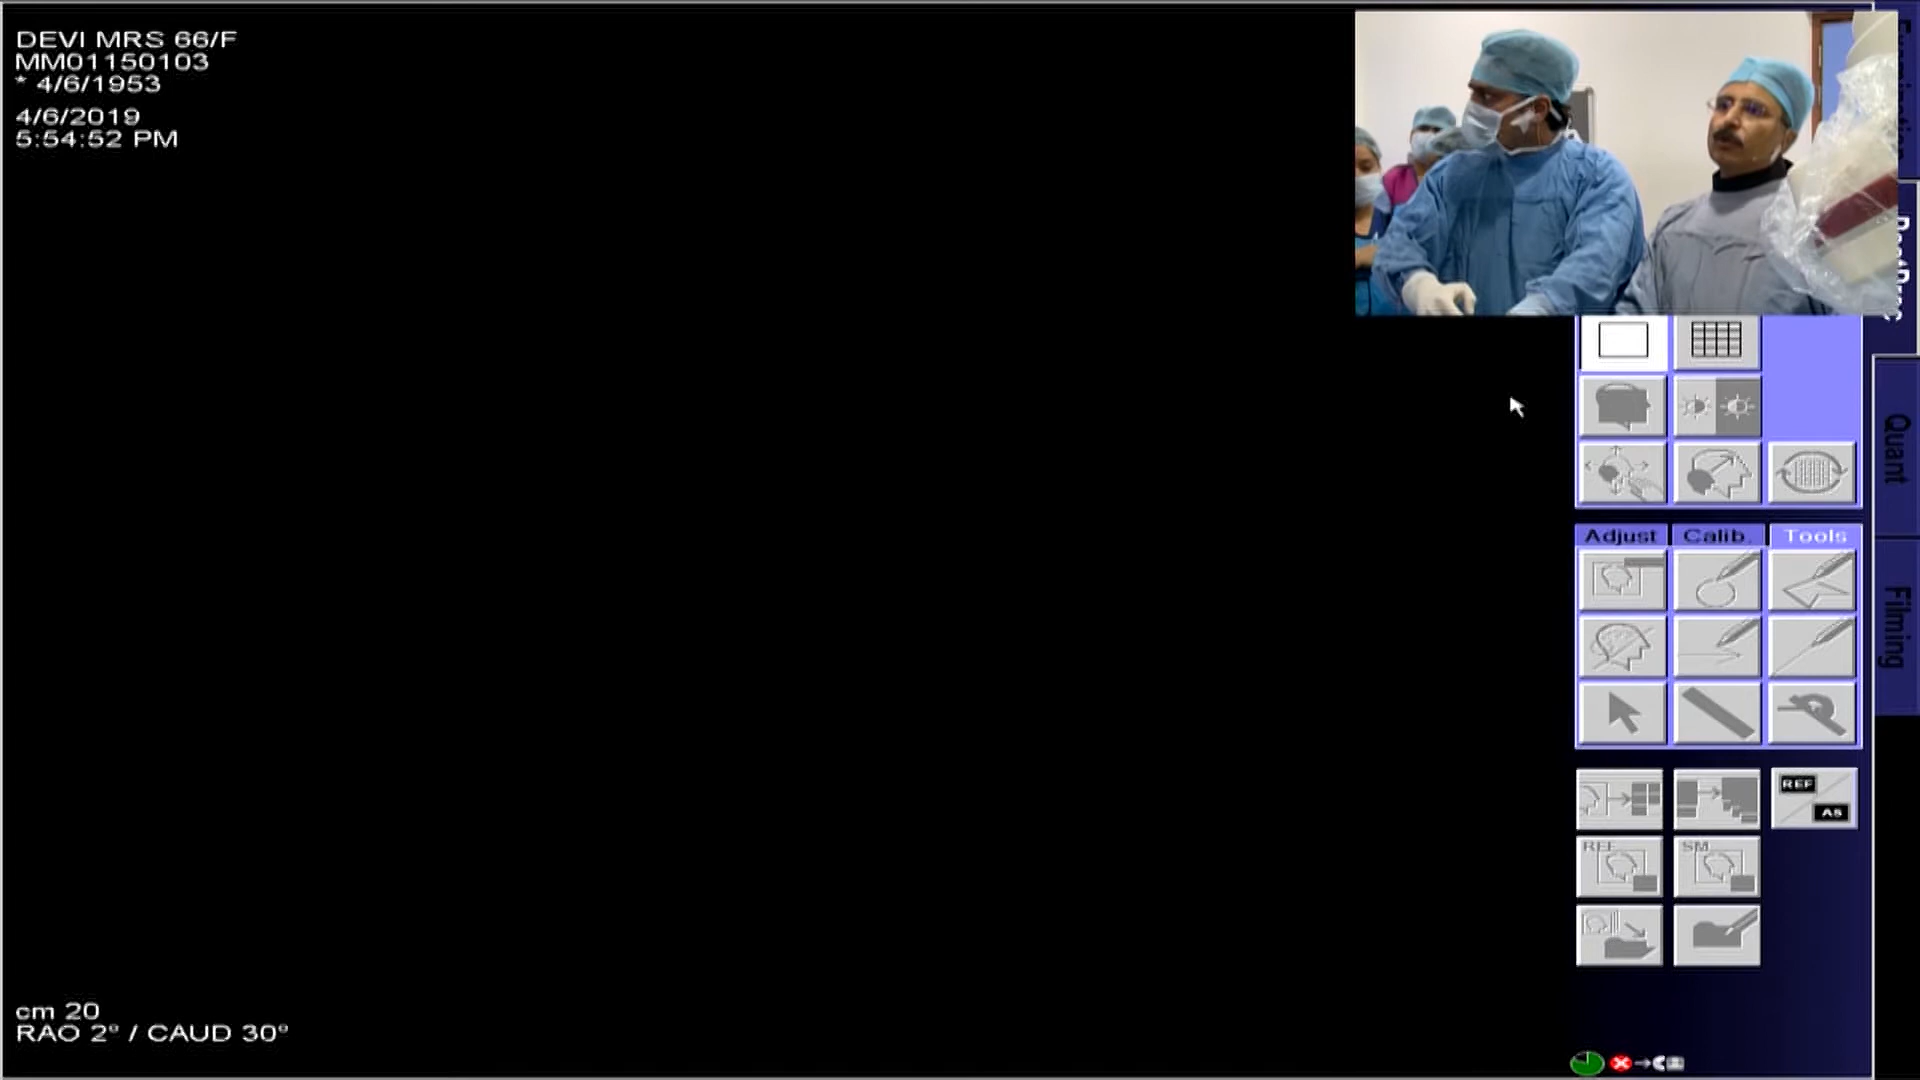 DEVI MRS 66/F
MM01150103
* 4/6/1953
4/6/2019
5:54:52 PM
Adjust
Calib.
Tools
REF
AS
REF
SM
Quant
Filming
cm 20
RAO 2° / CAUD 30°